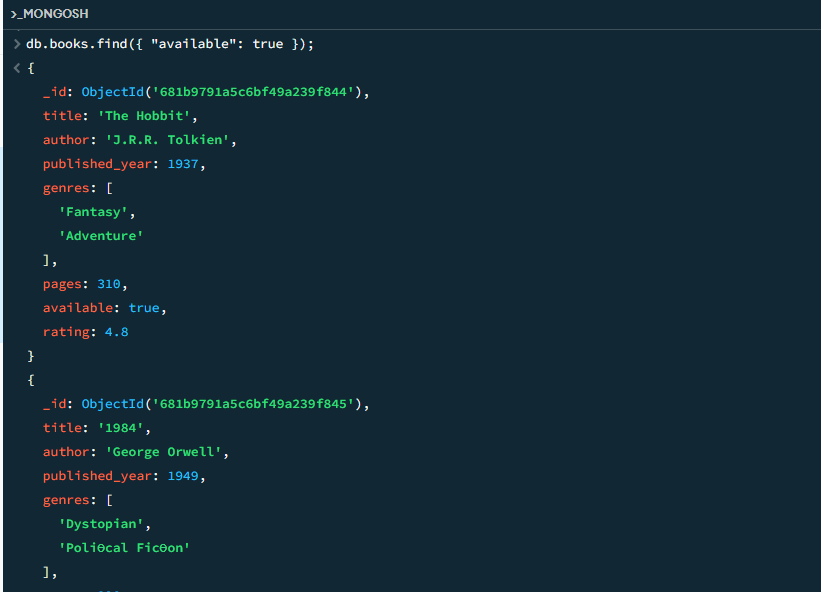 >_MONGOSH
> db.books.find({ "available": true });
< {
_id: ObjectId('681b9791a5c6bf49a239f844'),
title: 'The Hobbit',
author: 'J.R.R. Tolkien',
published_year: 1937,
genres: [
'Fantasy',
'Adventure'
],
pages: 310,
available: true,
rating: 4.8
}
{
_id: ObjectId('681b9791a5c6bf49a239f845'),
title: '1984',
author: 'George Orwell',
published_year: 1949,
genres: [
'Dystopian',
'PoliƟcal FicƟon'
],